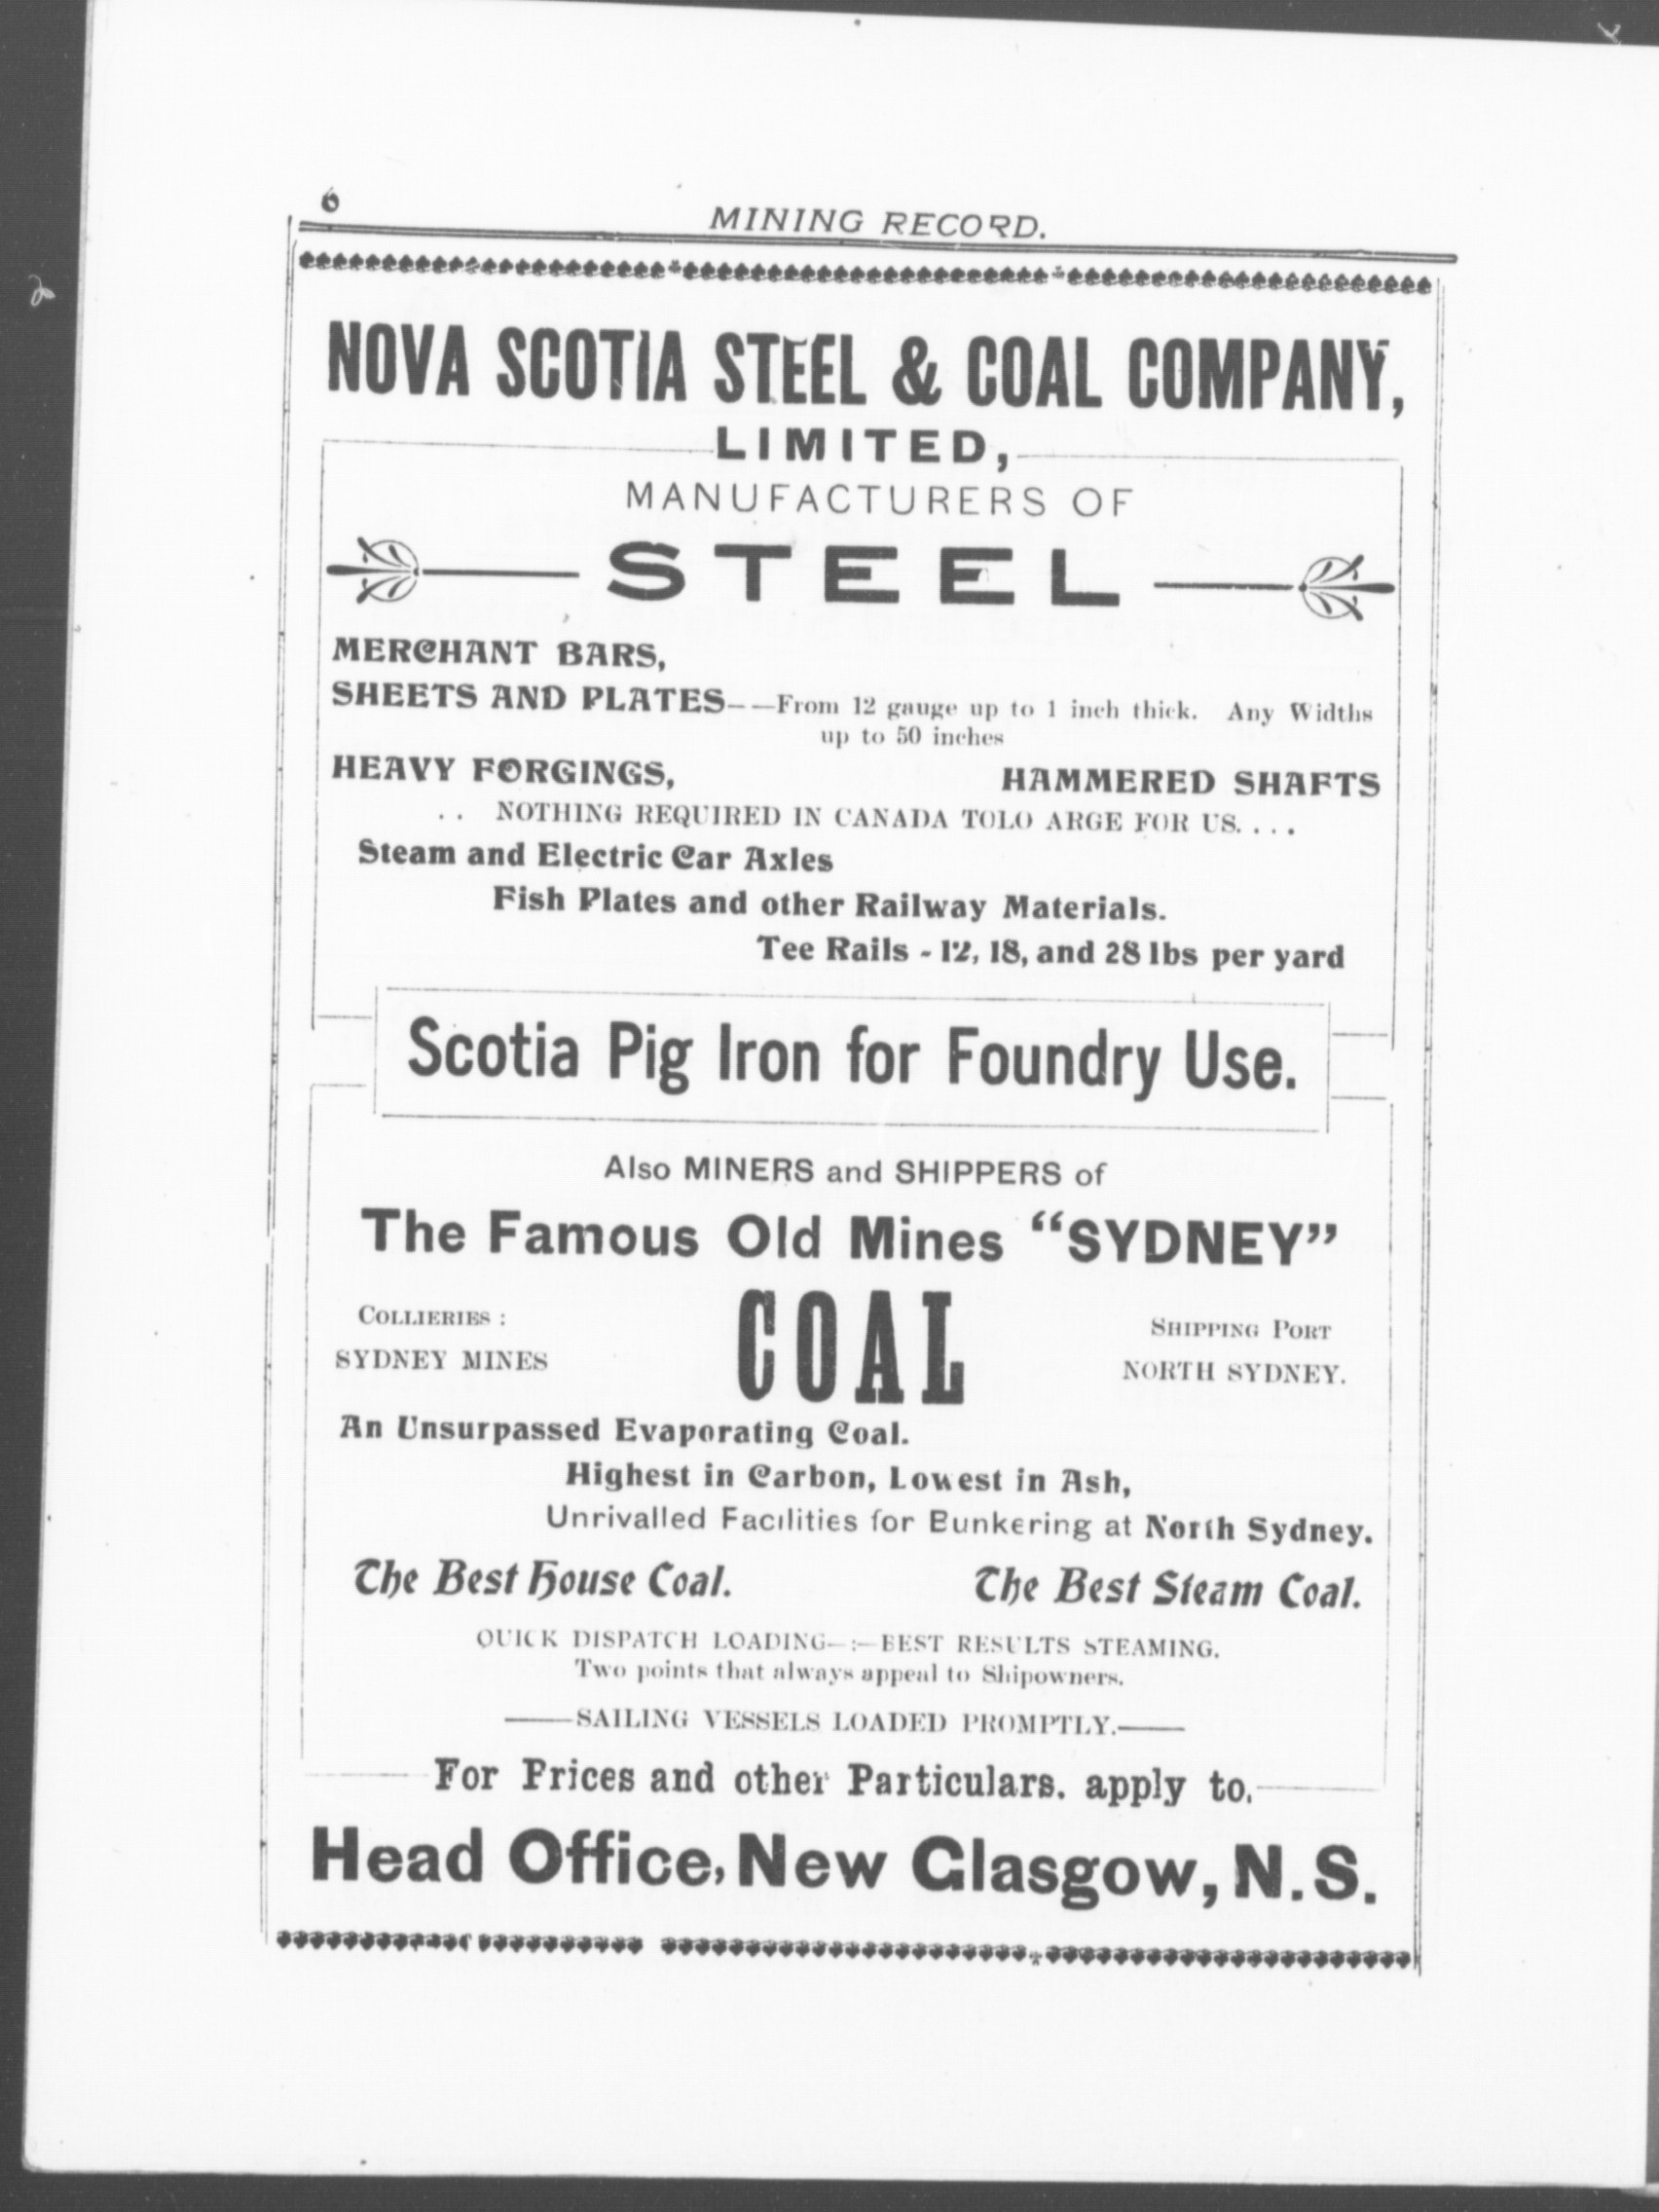 6
MINING RECORD.
NOVA SCOTIA STEEL & COAL COMPANY,
LIMITED,
MANUFACTURERS OF
STEEL
MERCHANT BARS,
SHEETS AND PLATES——From 12 gauge up to 1 inch thick. Any Widths
up to 50 inches
HEAVY FORGINGS, HAMMERED SHAFTS
.. NOTHING REQUIRED IN CANADA TOLO ARGE FOR US....
Steam and Electric Car Axles
Fish Plates and other Railway Materials.
Tee Rails - 12, 18, and 28 lbs per yard
Scotia Pig Iron for Foundry Use.
Also MINERS and SHIPPERS of
The Famous Old Mines "SYDNEY"
COLLIERIES :
SYDNEY MINES
COAL
SHIPPING PORT
NORTH SYDNEY.
An Unsurpassed Evaporating Coal.
Highest in Carbon, Lowest in Ash,
Unrivalled Facilities for Bunkering at North Sydney.
The Best House Coal. The Best Steam Coal.
QUICK DISPATCH LOADING—:—BEST RESULTS STEAMING.
Two points that always appeal to Shipowners.
——SAILING VESSELS LOADED PROMPTLY.——
For Prices and other Particulars. apply to,
Head Office, New Glasgow, N.S.